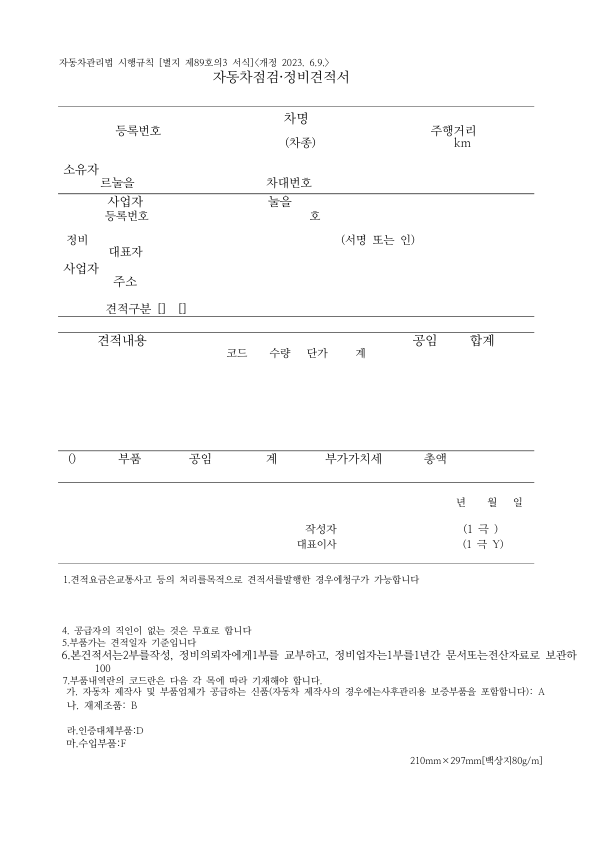 자동차관리법 시행규칙 [별지 제89호의3 서식]<개정 2023. 6.9.>
자동차점검·정비견적서
차명
등록번호 주행거리
(차종) km
소유자
르눌을 차대번호
사업자 눌을
등록번호 호
정비 (서명 또는 인)
대표자
사업자
주소
견적구분 [] []
견적내용 공임 합계
코드 수량 단가 계
() 부품 공임 계 부가가치세 총액
년 월 일
작성자 (1 극 )
대표이사 (1 극 Y)
1.견적요금은교통사고 등의 처리를목적으로 견적서를발행한 경우에청구가 가능합니다
4. 공급자의 직인이 없는 것은 무효로 합니다
5.부품가는 견적일자 기준입니다
6.본건적서는2부를작성, 정비의뢰자에게1부를 교부하고, 정비업자는1부를1년간 문서또는전산자료로 보관하
100
7.부품내역란의 코드란은 다음 각 목에 따라 기재해야 합니다.
가. 자동차 제작사 및 부품업체가 공급하는 신품(자동차 제작사의 경우에는사후관리용 보증부품을 포함합니다): A
나. 재제조품: B
라.인증대체부품:D
마.수입부품:F
210mm×297mm[백상지80g/m]